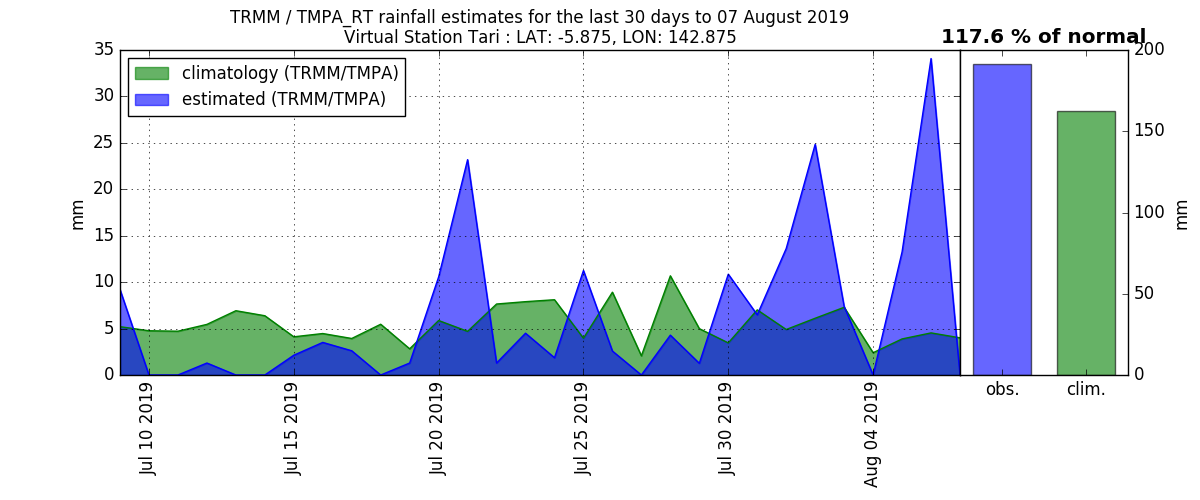 TRMM / TMPA_RT rainfall estimates for the last 30 days to 07 August 2019
Virtual Station Tari : LAT: -5.875, LON: 142.875
117.6 % of normal
climatology (TRMM/TMPA)
estimated (TRMM/TMPA)
35
30
25
20
15
10
5
0
mm
Jul 10 2019
Jul 15 2019
Jul 20 2019
Jul 25 2019
Jul 30 2019
Aug 04 2019
obs.
clim.
200
150
100
50
0
mm